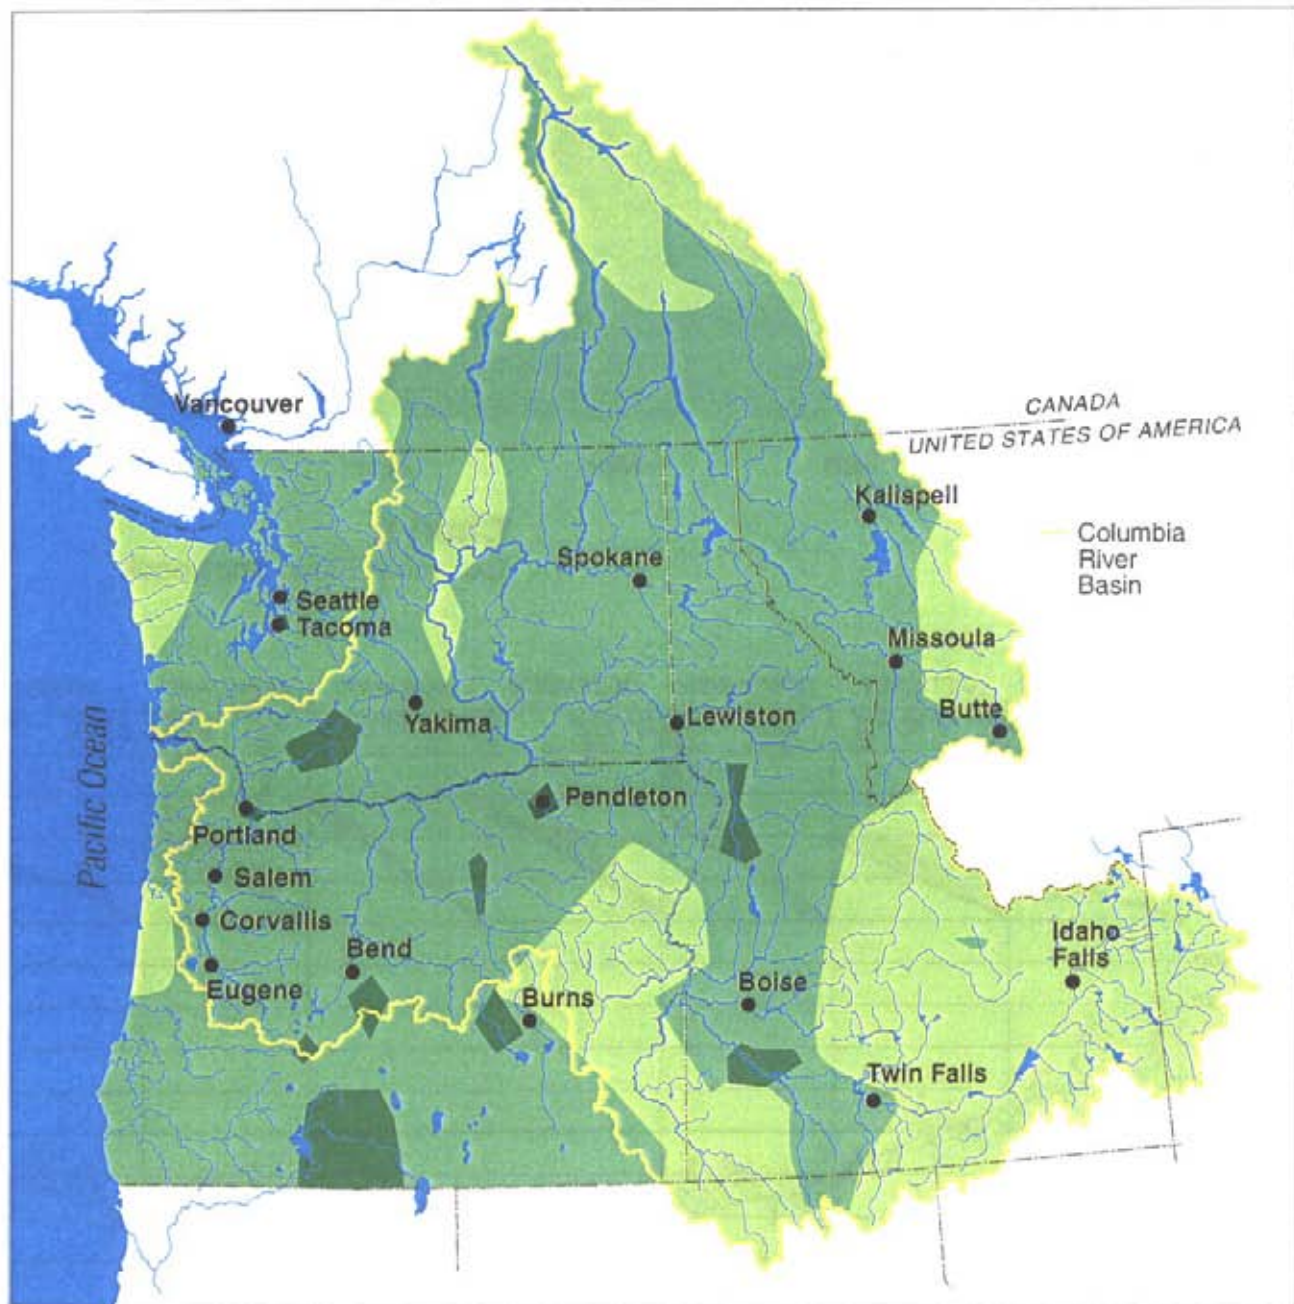 Vancouver
CANADA
UNITED STATES OF AMERICA
Kalispell
Columbia
River
Basin
Spokane
Seattle
Tacoma
Missoula
Pacific Ocean
Yakima
Lewiston
Butte
Pendleton
Portland
Salem
Corvallis
Bend
Idaho
Falls
Eugene
Burns
Boise
Twin Falls